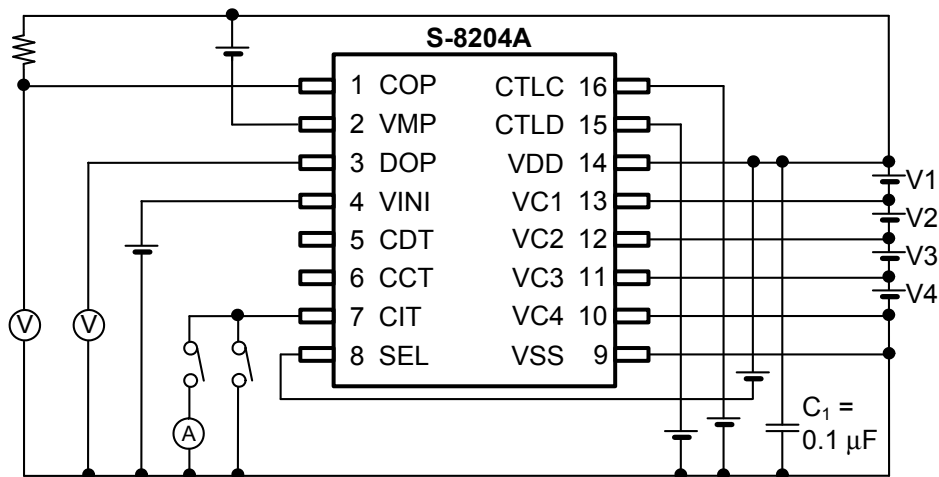 S-8204A
1 COP
2 VMP
3 DOP
4 VINI
5 CDT
6 CCT
7 CIT
8 SEL
CTLC 16
CTLD 15
VDD 14
VC1 13
VC2 12
VC3 11
VC4 10
VSS 9
V
V
A
V1
V2
V3
V4
C₁ =
0.1 μF